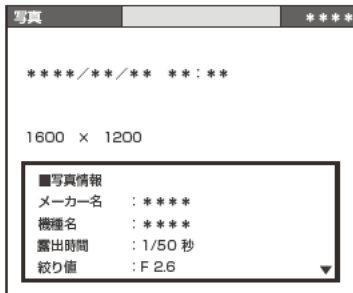 写真 ****
****/**/** **:**
1600 × 1200
■写真情報
メーカー名 :****
機種名 :****
露出時間 :1/50 秒
絞り値 :F 2.6
▼